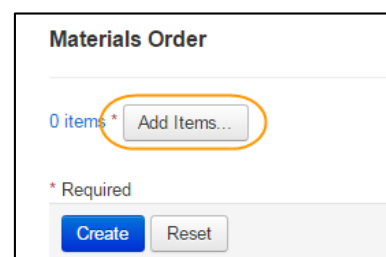 Materials Order
0 items * Add Items...
* Required
Create Reset